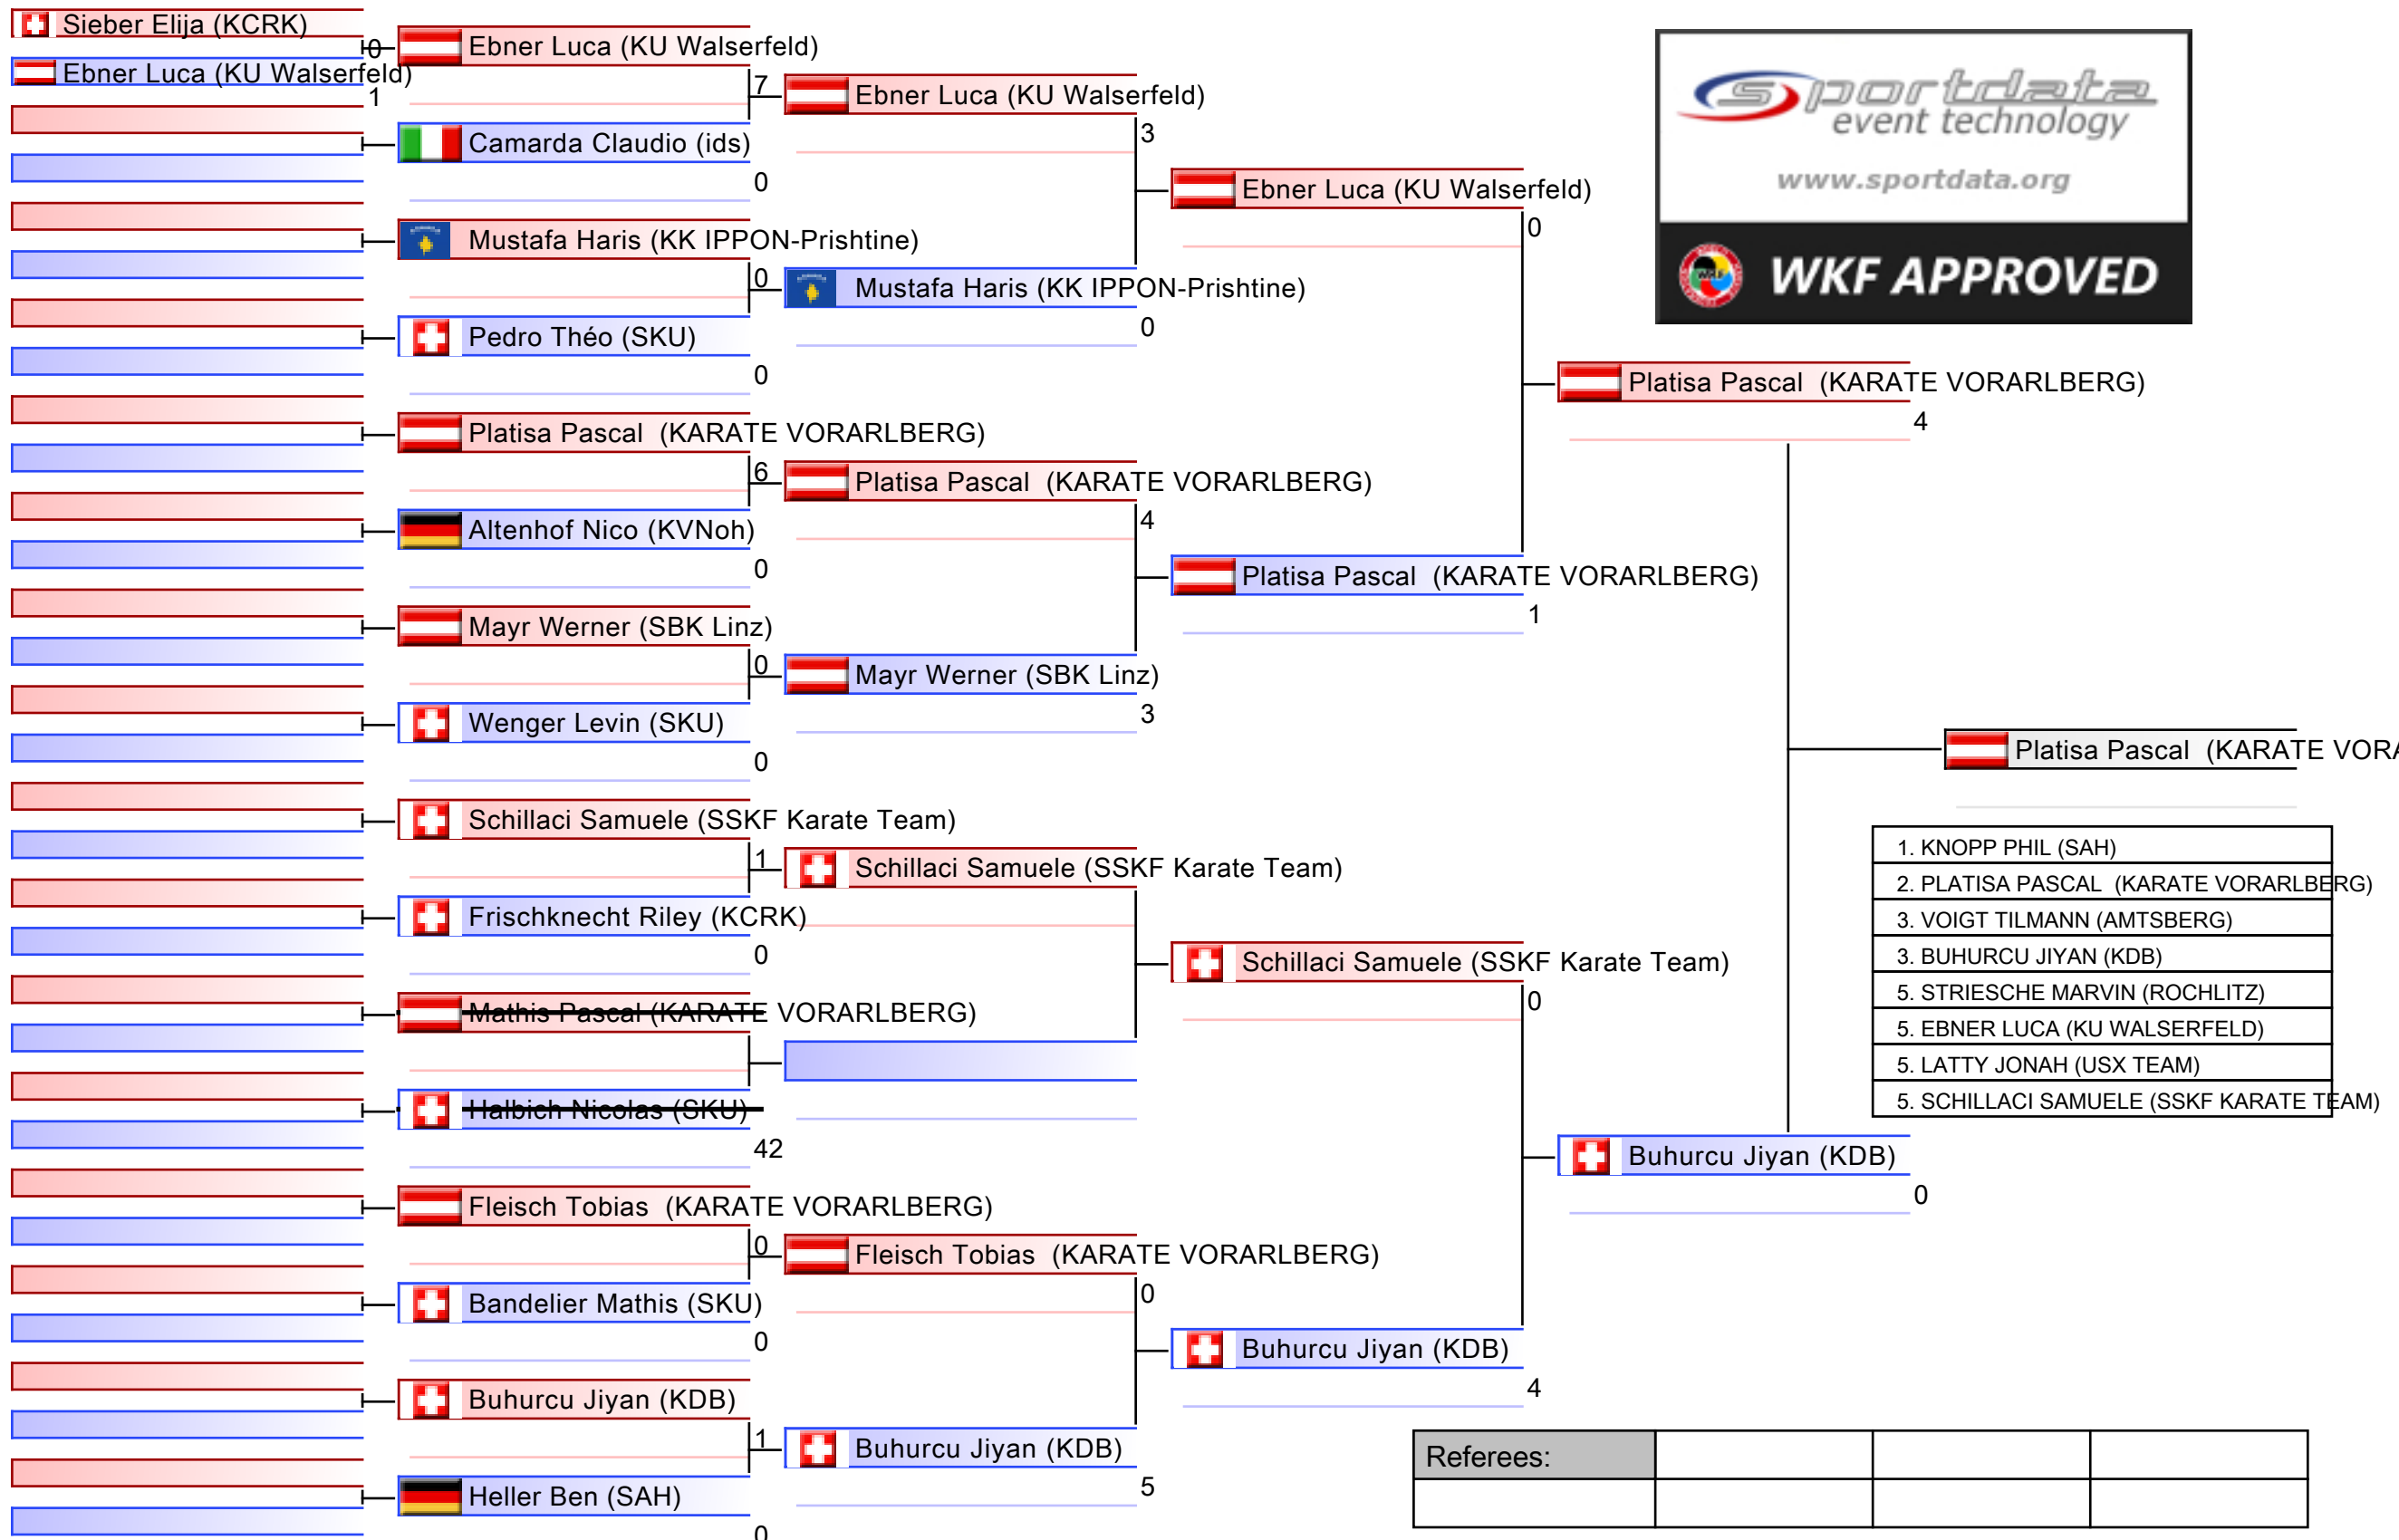 Sieber Elija (KCRK)
0
Ebner Luca (KU Walserfeld)
1
Ebner Luca (KU Walserfeld)
7
Camarda Claudio (ids)
0
Mustafa Haris (KK IPPON-Prishtine)
0
Pedro Théo (SKU)
0
Platisa Pascal (KARATE VORARLBERG)
6
Altenhof Nico (KVNoh)
0
Mayr Werner (SBK Linz)
0
Wenger Levin (SKU)
0
Schillaci Samuele (SSKF Karate Team)
1
Frischknecht Riley (KCRK)
0
Mathis Pascal (KARATE VORARLBERG)
Halbich Nicolas (SKU)
42
Fleisch Tobias (KARATE VORARLBERG)
0
Bandelier Mathis (SKU)
0
Buhurcu Jiyan (KDB)
1
Heller Ben (SAH)
0
Ebner Luca (KU Walserfeld)
3
Mustafa Haris (KK IPPON-Prishtine)
0
Platisa Pascal (KARATE VORARLBERG)
4
Mayr Werner (SBK Linz)
3
Schillaci Samuele (SSKF Karate Team)
Fleisch Tobias (KARATE VORARLBERG)
0
Buhurcu Jiyan (KDB)
5
Ebner Luca (KU Walserfeld)
0
Platisa Pascal (KARATE VORARLBERG)
1
Schillaci Samuele (SSKF Karate Team)
0
Buhurcu Jiyan (KDB)
4
Platisa Pascal (KARATE VORARLBERG)
4
Buhurcu Jiyan (KDB)
0
Platisa Pascal (KARATE VORA
sportdata
event technology
www.sportdata.org
WKF APPROVED
1. KNOPP PHIL (SAH)
2. PLATISA PASCAL (KARATE VORARLBERG)
3. VOIGT TILMANN (AMTSBERG)
3. BUHURCU JIYAN (KDB)
5. STRIESCHE MARVIN (ROCHLITZ)
5. EBNER LUCA (KU WALSERFELD)
5. LATTY JONAH (USX TEAM)
5. SCHILLACI SAMUELE (SSKF KARATE TEAM)
Referees: